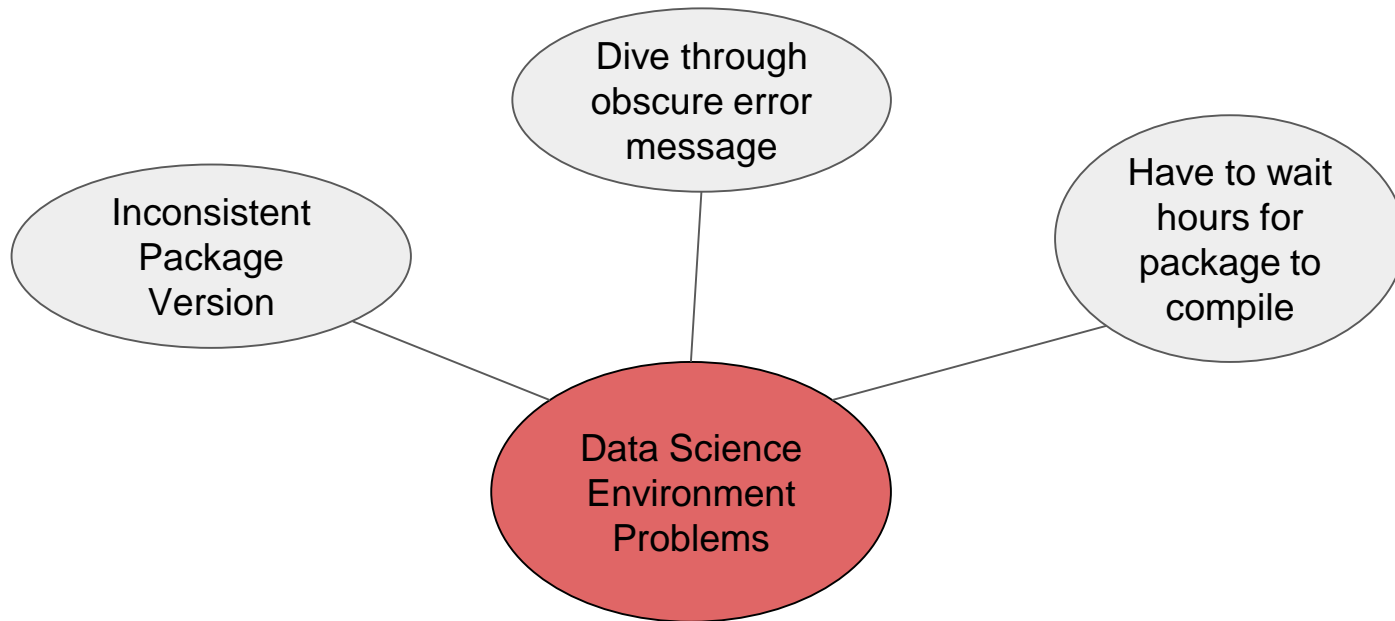 Dive through
obscure error
message
Inconsistent
Package
Version
Have to wait
hours for
package to
compile
Data Science
Environment
Problems